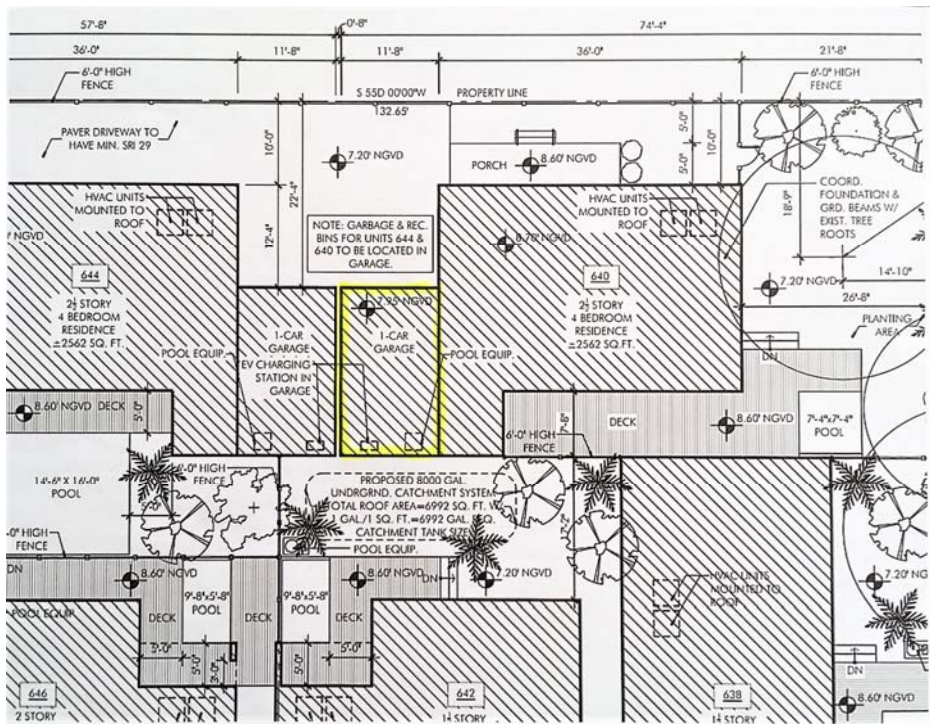 57'-8"
0'-8"
74'-4"
36'-0"
11'-8"
11'-8"
36'-0"
21'-8"
6'-0" HIGH
FENCE
S 55D 00'00"W
PROPERTY LINE
132.65'
6'-0" HIGH
FENCE
PAVER DRIVEWAY TO
HAVE MIN. SRI 29
10'-0"
22'-4"
12'-4"
7.20' NGVD
PORCH
8.60' NGVD
5'-0"
5'-0"
10'-0"
18'-9"
COORD.
FOUNDATION &
GRD. BEAMS W/
EXIST. TREE
ROOTS
HVAC UNITS
MOUNTED TO
ROOF
NOTE: GARBAGE & REC.
BINS FOR UNITS 644 &
640 TO BE LOCATED IN
GARAGE.
HVAC UNITS
MOUNTED TO
ROOF
NGVD
8.76' NGVD
7.20' NGVD
14'-10"
26'-8"
644
2½ STORY
4 BEDROOM
RESIDENCE
±2562 SQ. FT.
640
2½ STORY
4 BEDROOM
RESIDENCE
±2562 SQ.FT.
7.95' NGVD
1-CAR
GARAGE
1-CAR
GARAGE
PLANTING
AREA
POOL EQUIP.
EV CHARGING
STATION IN
GARAGE
POOL EQUIP.
DN
8.60' NGVD
DECK
5'-0"
DECK
7'-8"
8.60' NGVD
7'-4"x7'-4"
POOL
6'-0" HIGH
FENCE
14'-6" X 16'-0"
POOL
5'-0"
HIGH
FENCE
PROPOSED 8000 GAL.
UNDRGRND. CATCHMENT SYSTEM
TOTAL ROOF AREA=6992 SQ. FT.
GAL./1 SQ. FT.=6992 GAL.
CATCHMENT TANK
POOL EQUIP.
HIGH
FENCE
DN
8.60' NGVD
8.60' NGVD
DN
7.20' NGVD
HVAC UNITS
MOUNTED TO
ROOF
7.20' NG
POOL EQUIP
DECK
9'-8"x5'-8"
POOL
DECK
9'-8"x5'-8"
POOL
DECK
5'-0"
5'-0"
3'-0"
5'-0"
5'-0"
DN
646
2 STORY
642
1½ STORY
638
1½ STORY
8.60' NGVD